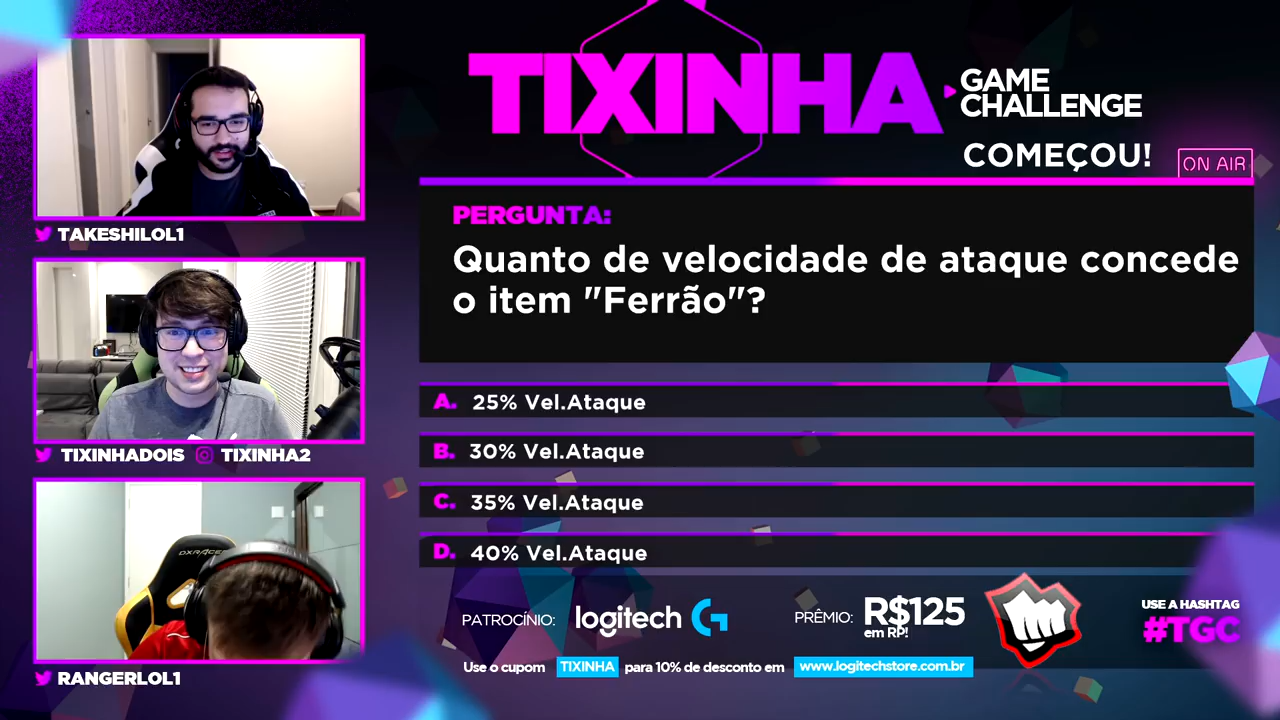 TIXINHA
GAME
CHALLENGE
COMEÇOU!
ON AIR
PERGUNTA:
Quanto de velocidade de ataque concede
o item "Ferrão"?
A. 25% Vel.Ataque
B. 30% Vel.Ataque
C. 35% Vel.Ataque
D. 40% Vel.Ataque
TAKESHILOL1
TIXINHADOIS TIXINHA2
DXRACER
RANGERLOL1
PATROCÍNIO: logitech G
PRÊMIO: R$125
em RP!
USE A HASHTAG
#TGC
Use o cupom TIXINHA para 10% de desconto em www.logitechstore.com.br